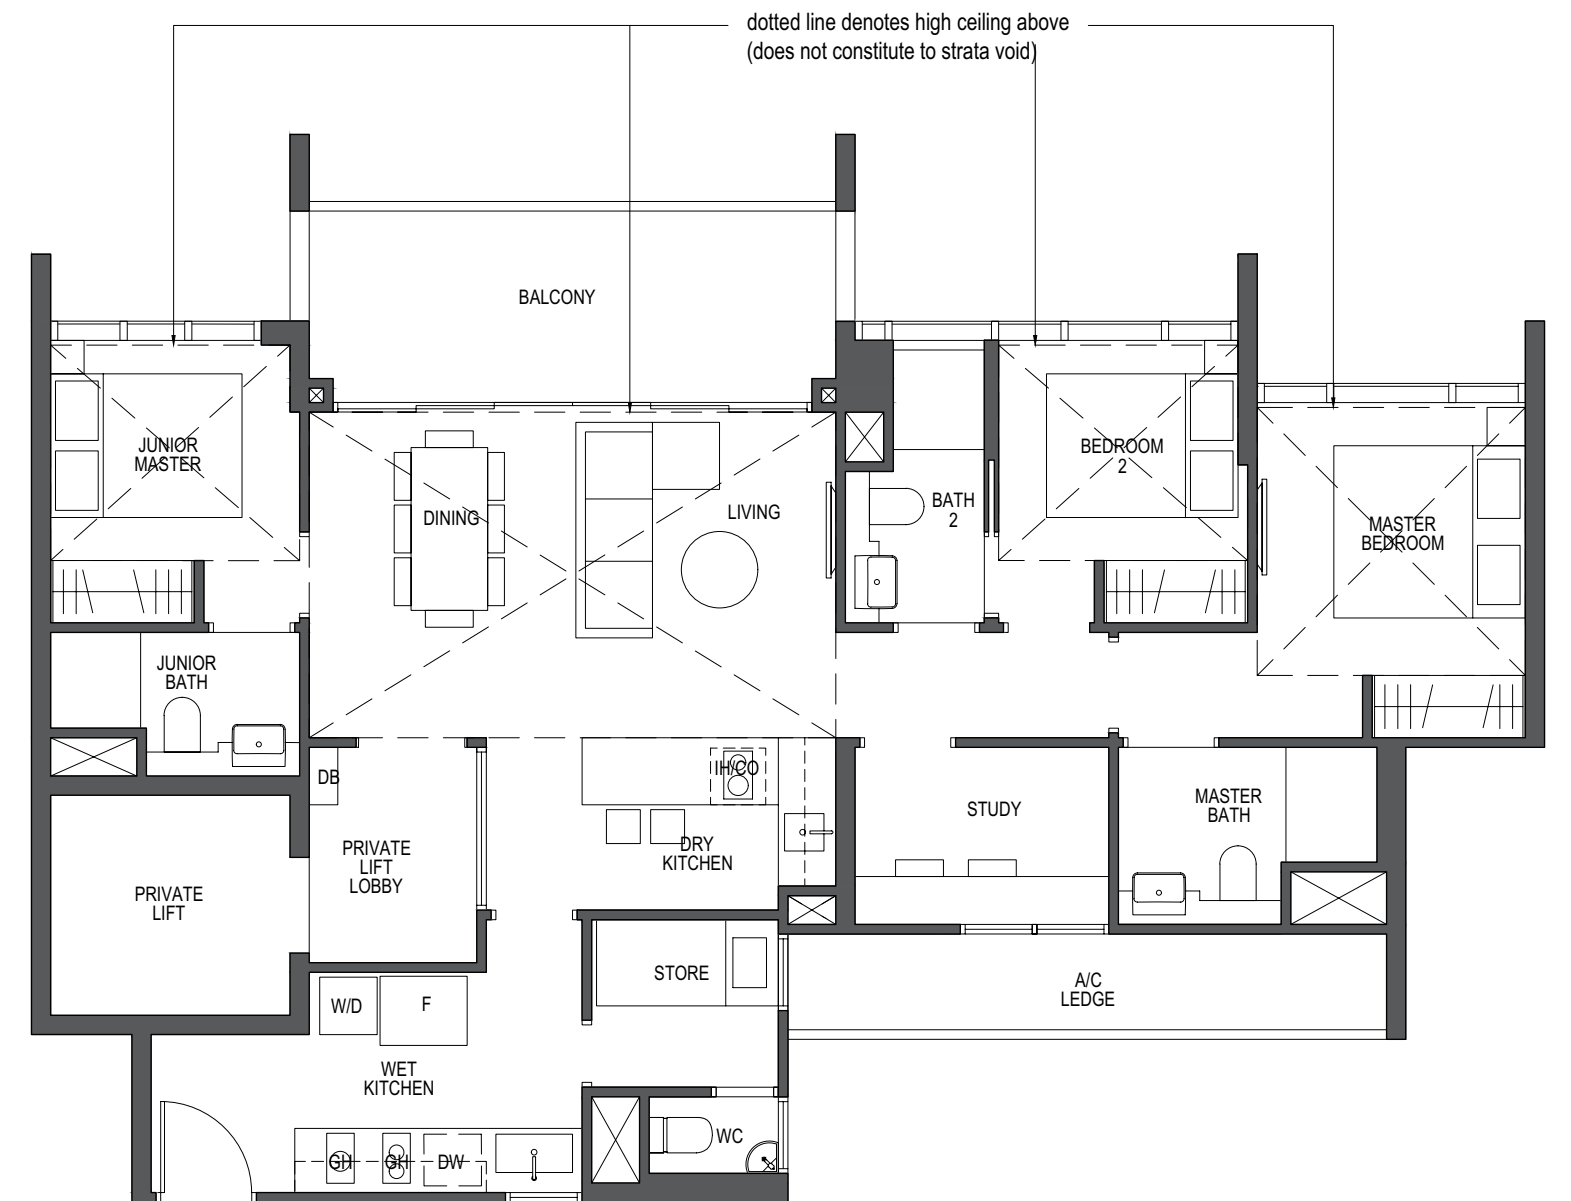 dotted line denotes high ceiling above
(does not constitute to strata void)
BALCONY
JUNIOR
MASTER
DINING
LIVING
BATH
2
BEDROOM
2
MASTER
BEDROOM
JUNIOR
BATH
DB
IH/CO
PRIVATE
LIFT
LOBBY
DRY
KITCHEN
STUDY
MASTER
BATH
PRIVATE
LIFT
STORE
A/C
LEDGE
W/D
F
WET
KITCHEN
WC
GH
GH
DW